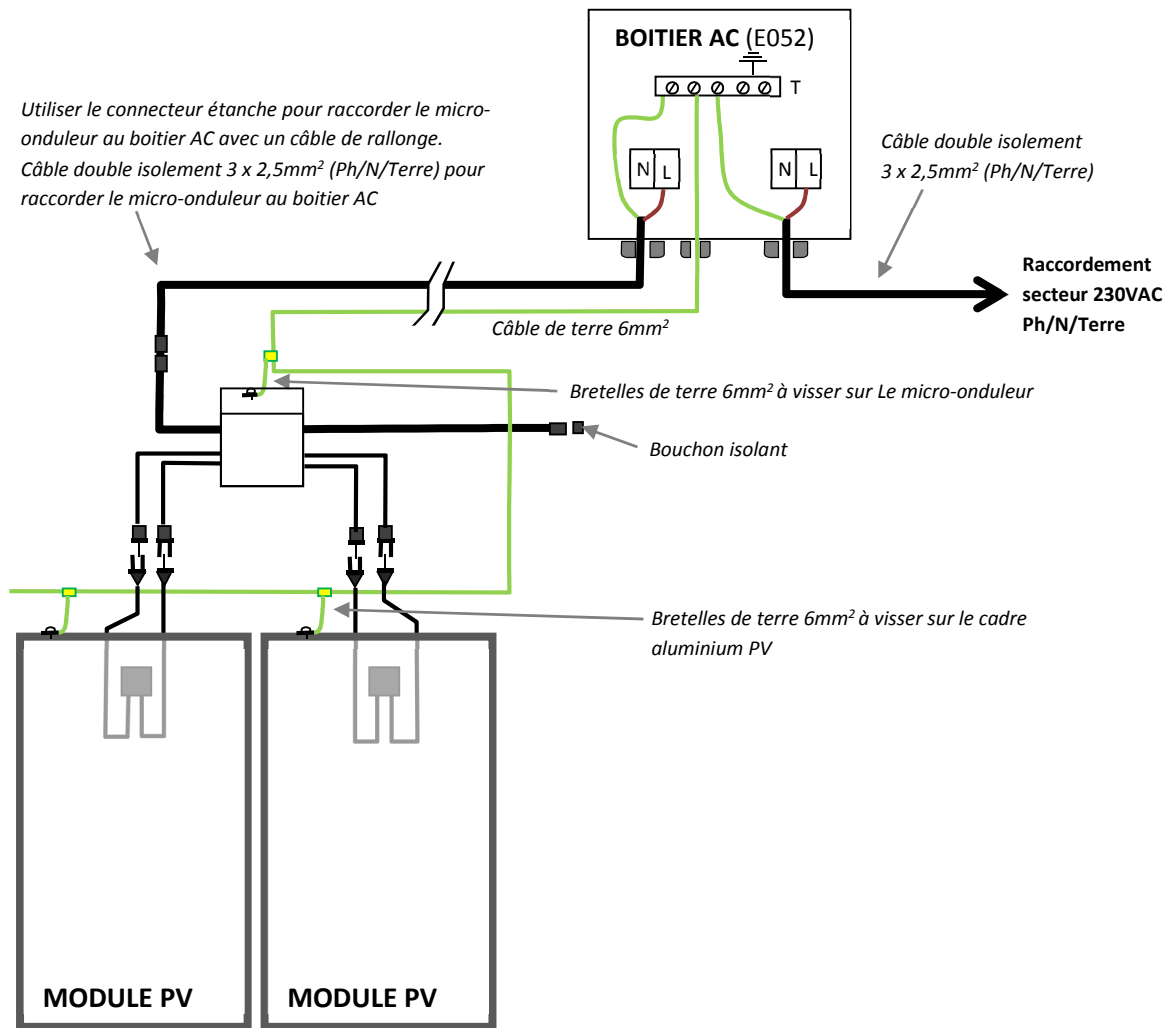 BOITIER AC (E052)
T
N L
N L
Utiliser le connecteur étanche pour raccorder le micro-
onduleur au boitier AC avec un câble de rallonge.
Câble double isolement 3 x 2,5mm² (Ph/N/Terre) pour
raccorder le micro-onduleur au boitier AC
Câble double isolement
3 x 2,5mm² (Ph/N/Terre)
Raccordement
secteur 230VAC
Ph/N/Terre
Câble de terre 6mm²
Bretelles de terre 6mm² à visser sur Le micro-onduleur
Bouchon isolant
Bretelles de terre 6mm² à visser sur le cadre
aluminium PV
MODULE PV
MODULE PV